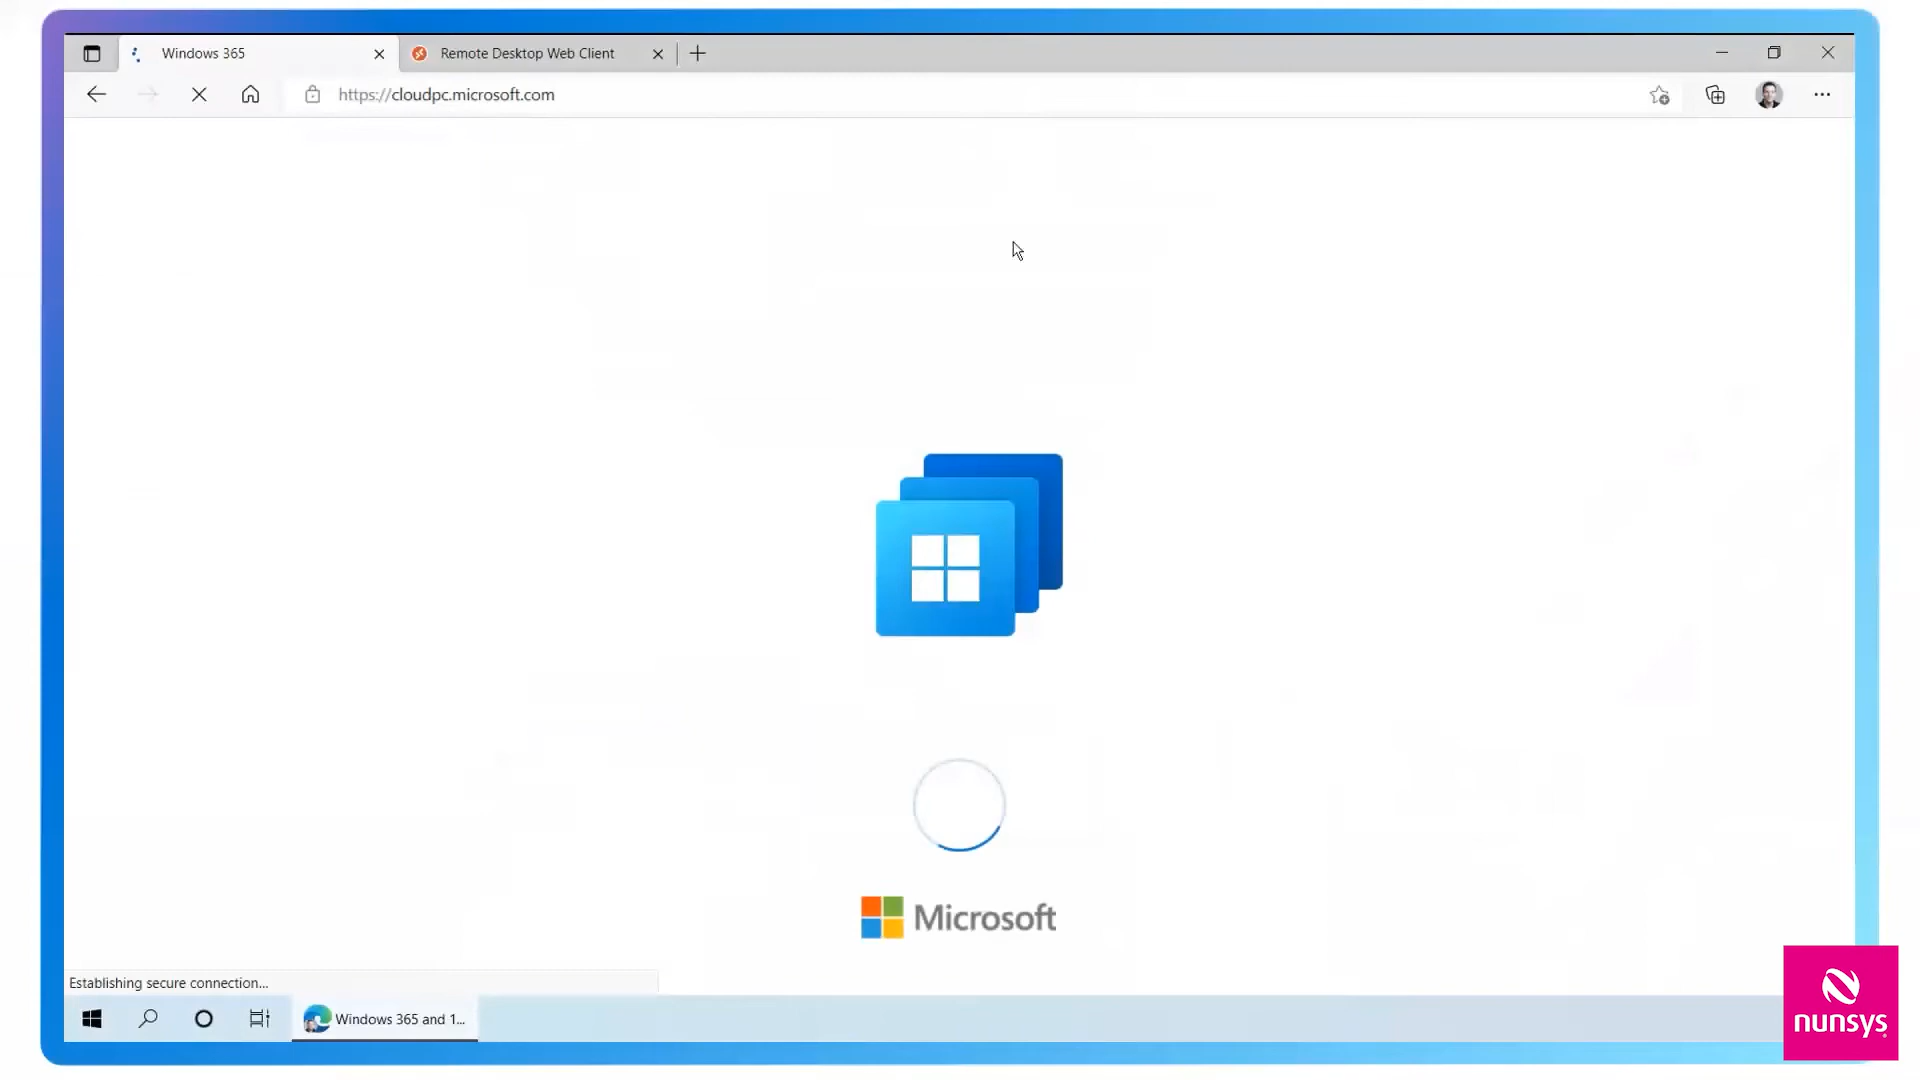 Windows 365
Remote Desktop Web Client
https://cloudpc.microsoft.com
Microsoft
Establishing secure connection...
Windows 365 and 1...
nunsys